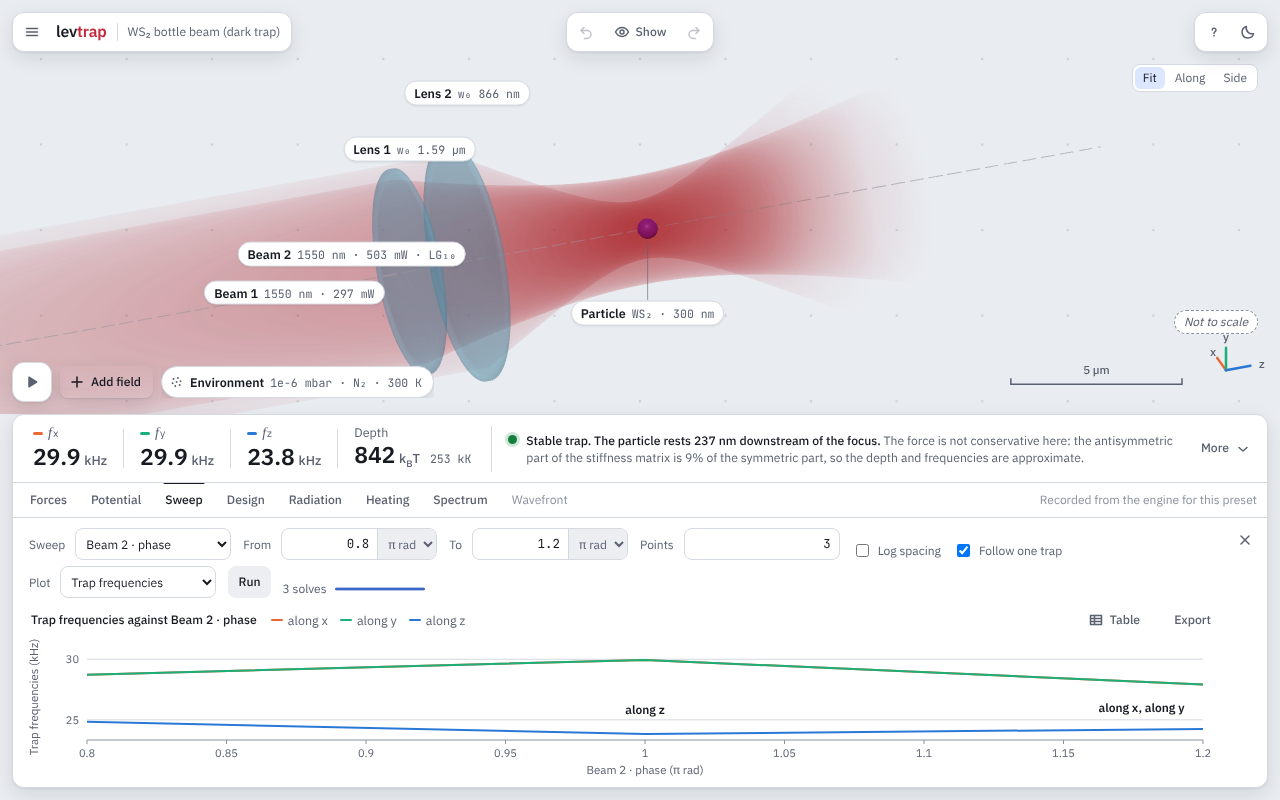 levtrap WS₂ bottle beam (dark trap)
Show
?
Fit Along Side
Lens 2 w₀ 866 nm
Lens 1 w₀ 1.59 µm
Beam 2 1550 nm · 503 mW · LG₁₀
Beam 1 1550 nm · 297 mW
Particle WS₂ · 300 nm
Not to scale
y
x
z
5 µm
Add field
Environment 1e-6 mbar · N₂ · 300 K
fx
29.9 kHz
fy
29.9 kHz
fz
23.8 kHz
Depth
842 kBT 253 kK
Stable trap. The particle rests 237 nm downstream of the focus. The force is not conservative here: the antisymmetric
part of the stiffness matrix is 9% of the symmetric part, so the depth and frequencies are approximate.
More
Forces Potential Sweep Design Radiation Heating Spectrum Wavefront
Recorded from the engine for this preset
Sweep Beam 2 · phase From 0.8 π rad To 1.2 π rad Points 3 Log spacing Follow one trap
Plot Trap frequencies Run 3 solves
Trap frequencies against Beam 2 · phase along x along y along z
Table Export
Trap frequencies (kHz)
30
25
along z
along x, along y
0.8 0.85 0.9 0.95 1 1.05 1.1 1.15 1.2
Beam 2 · phase (π rad)